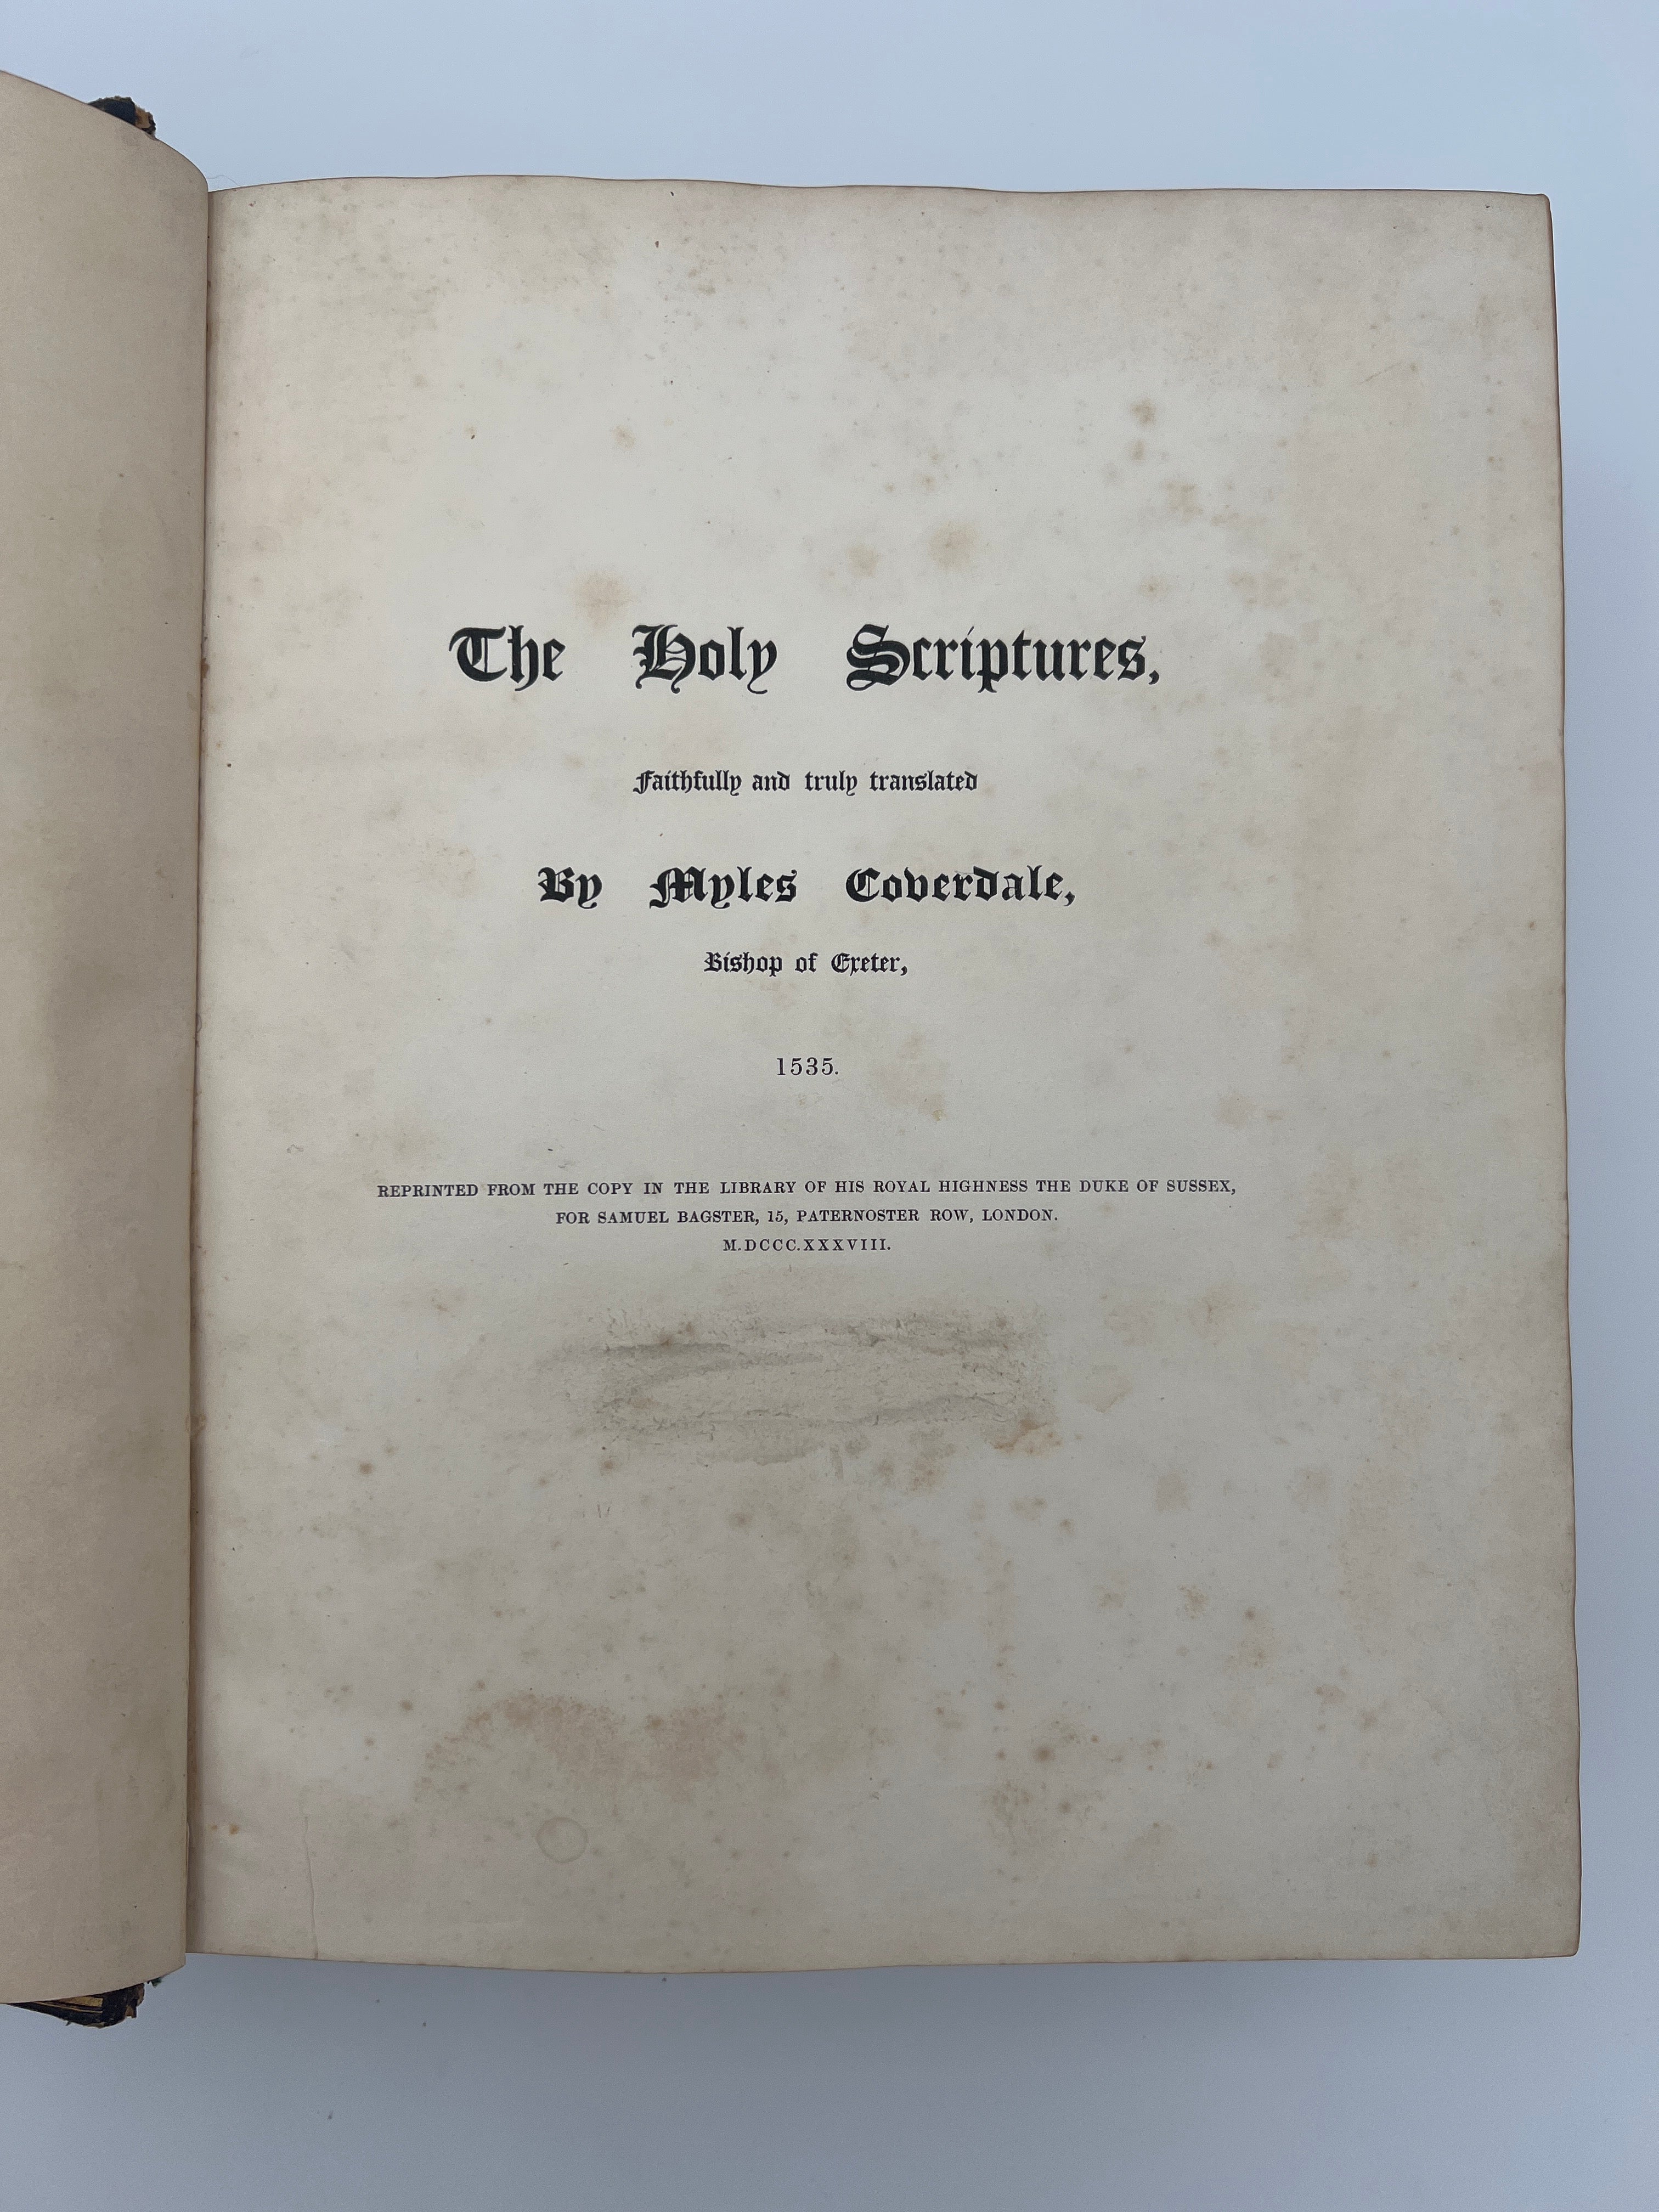 The Holy Scriptures,
Faithfully and truly translated
By Myles Coverdale,
Bishop of Exeter,
1535.
REPRINTED FROM THE COPY IN THE LIBRARY OF HIS ROYAL HIGHNESS THE DUKE OF SUSSEX,
FOR SAMUEL BAGSTER, 15, PATERNOSTER ROW, LONDON.
M.DCCC.XXXVIII.